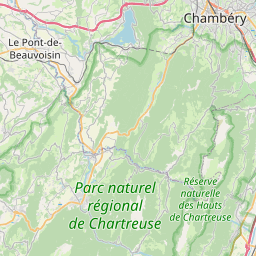 Chambéry
Le Pont-de-
Beauvoisin
Parc naturel
régional
de Chartreuse
Réserve
naturelle
des Hauts
de Chartreuse